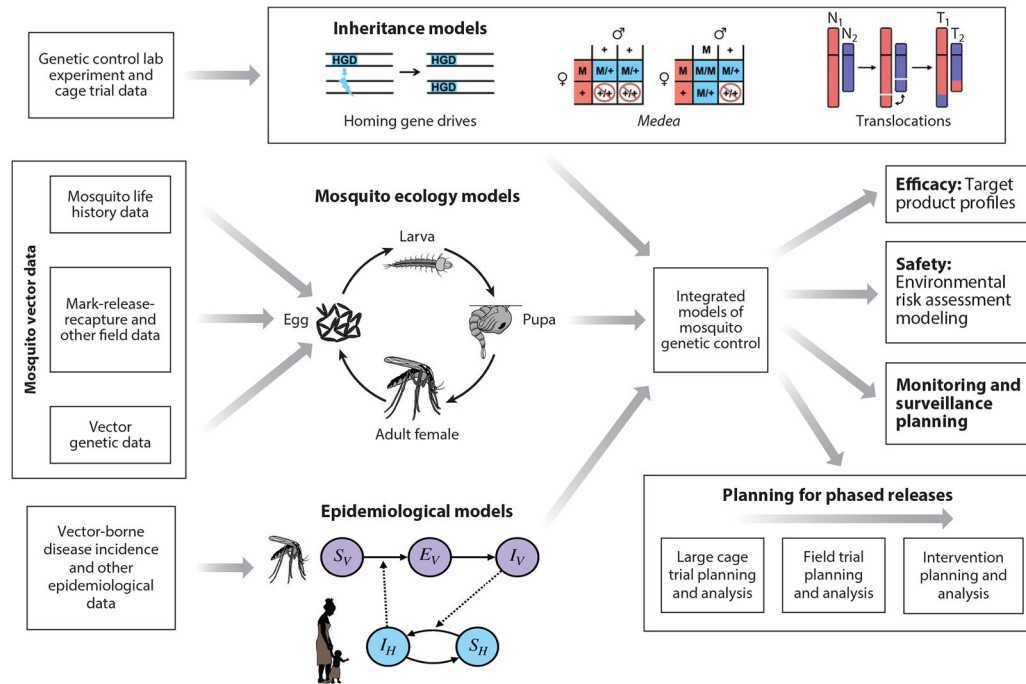 Genetic control lab
experiment and
cage trial data
Inheritance models
HGD
HGD
HGD
Homing gene drives
♂
+ +
♀
M M/+ M/+
+ +/+ +/+
♂
M +
♀
M M/M M/+
+ M/+ +/+
Medea
N1
N2
T1
T2
Translocations
Mosquito vector data
Mosquito life
history data
Mark-release-
recapture and
other field data
Vector
genetic data
Mosquito ecology models
Larva
Egg
Pupa
Adult female
Integrated
models of
mosquito
genetic control
Efficacy: Target
product profiles
Safety:
Environmental
risk assessment
modeling
Monitoring and
surveillance
planning
Vector-borne
disease incidence
and other
epidemiological
data
Epidemiological models
SV
EV
IV
IH
SH
Planning for phased releases
Large cage
trial planning
and analysis
Field trial
planning
and analysis
Intervention
planning and
analysis